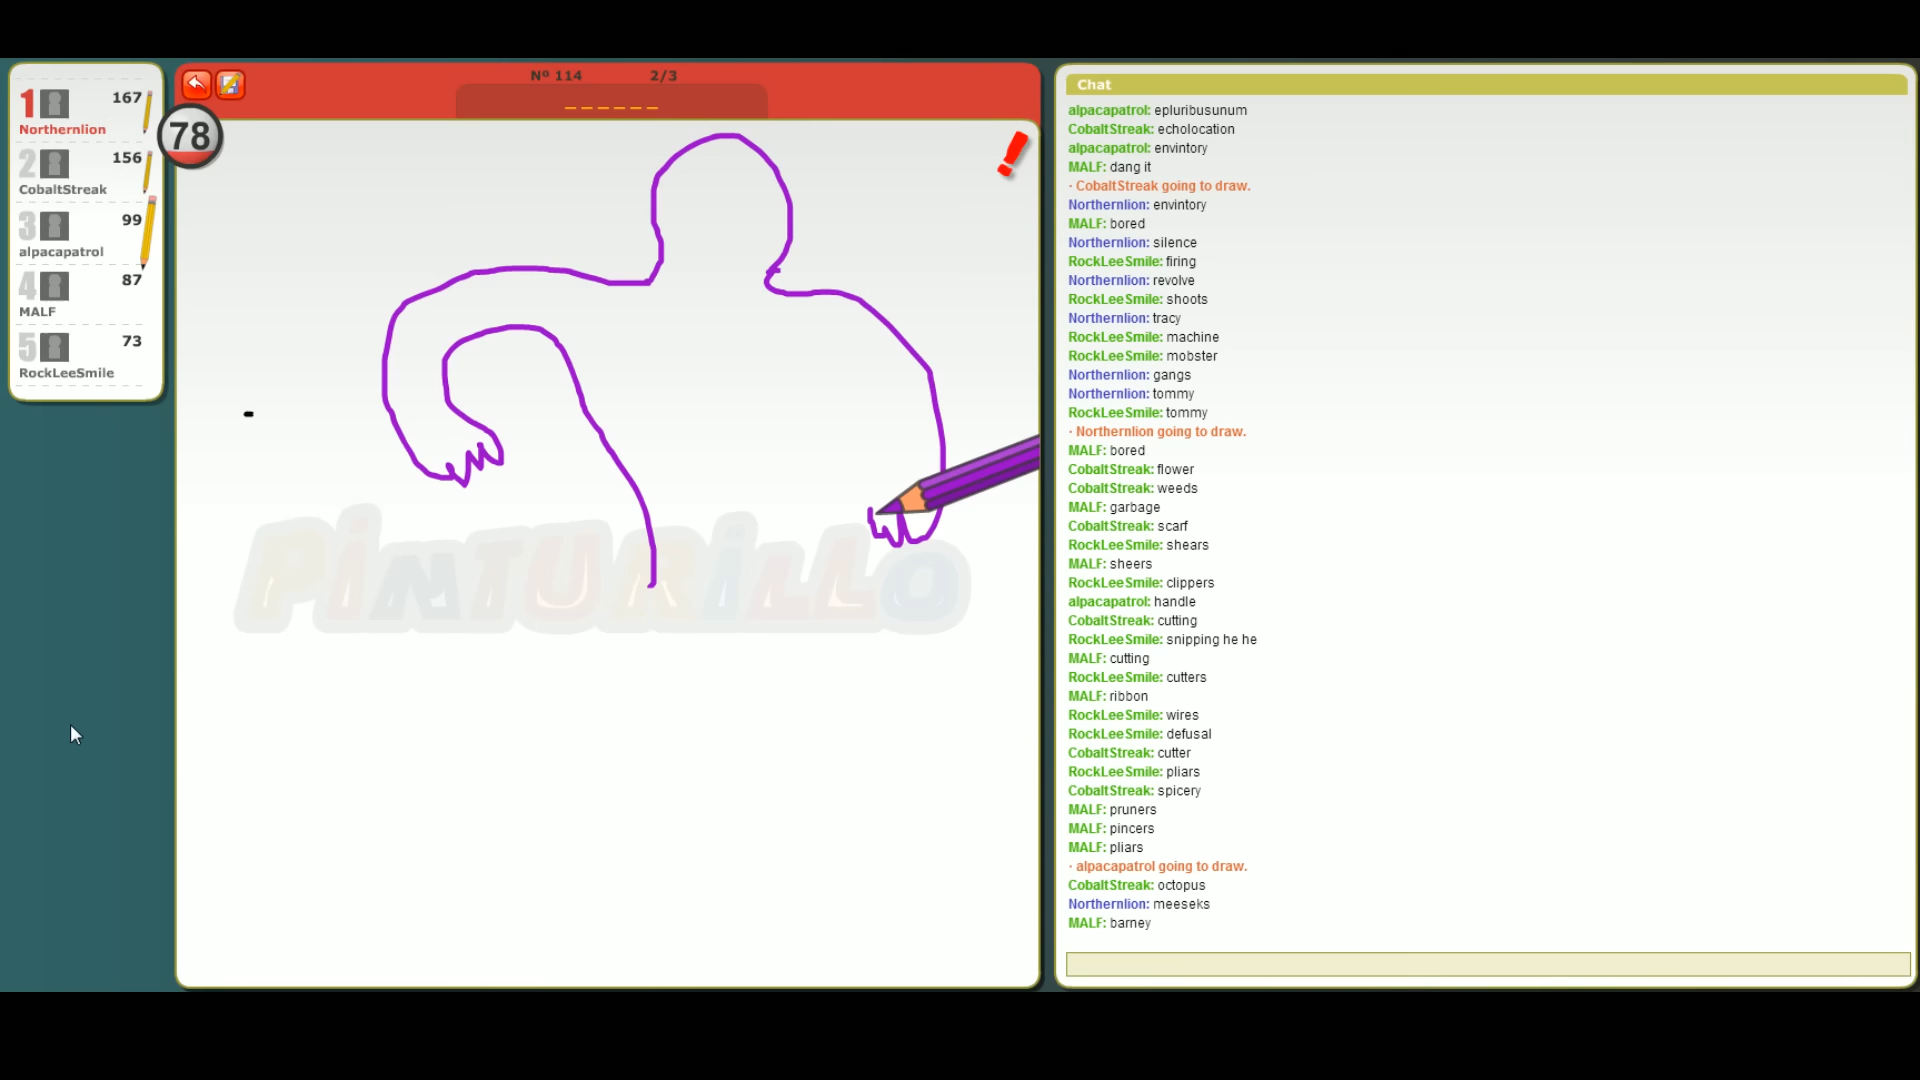 1 167
Northernlion
2 156
CobaltStreak
3 99
alpacapatrol
4 87
MALF
5 73
RockLeeSmile
78
Nº 114 2/3
_ _ _ _ _ _
PINTURILLO
Chat
alpacapatrol: epluribusunum
CobaltStreak: echolocation
alpacapatrol: envintory
MALF: dang it
· CobaltStreak going to draw.
Northernlion: envintory
MALF: bored
Northernlion: silence
RockLeeSmile: firing
Northernlion: revolve
RockLeeSmile: shoots
Northernlion: tracy
RockLeeSmile: machine
RockLeeSmile: mobster
Northernlion: gangs
Northernlion: tommy
RockLeeSmile: tommy
· Northernlion going to draw.
MALF: bored
CobaltStreak: flower
CobaltStreak: weeds
MALF: garbage
CobaltStreak: scarf
RockLeeSmile: shears
MALF: sheers
RockLeeSmile: clippers
alpacapatrol: handle
CobaltStreak: cutting
RockLeeSmile: snipping he he
MALF: cutting
RockLeeSmile: cutters
MALF: ribbon
RockLeeSmile: wires
RockLeeSmile: defusal
CobaltStreak: cutter
RockLeeSmile: pliars
CobaltStreak: spicery
MALF: pruners
MALF: pincers
MALF: pliars
· alpacapatrol going to draw.
CobaltStreak: octopus
Northernlion: meeseks
MALF: barney